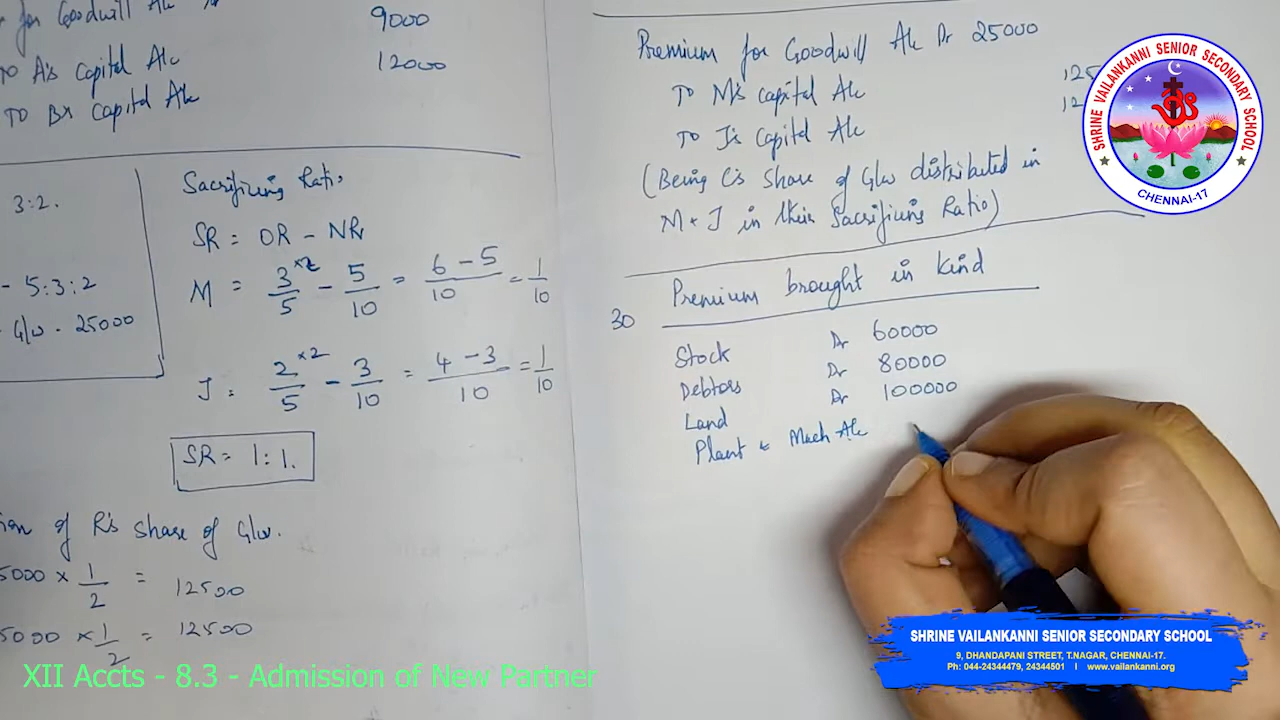 for Goodwill A/c Dr
9000
To A's Capital A/c
12000
To B's Capital A/c
3:2.
- 5:3:2
G/w - 25000
Sacrificing Ratio
SR = OR - NR
M = 3×2/5 - 5/10 = 6-5/10 = 1/10
J = 2×2/5 - 3/10 = 4-3/10 = 1/10
SR = 1:1.
of R's Share of G/w.
5000 × 1/2 = 12500
5000 × 1/2 = 12500
Premium for Goodwill A/c Dr 25000
To M's capital A/c
To J's Capital A/c
(Being C's Share of G/w distributed in
M & J in their Sacrificing Ratio)
Premium brought in Kind
30
Stock Dr 60000
Debtors Dr 80000
Land Dr 100000
Plant & Mach A/c
SHRINE VAILANKANNI SENIOR SECONDARY SCHOOL
CHENNAI-17
SHRINE VAILANKANNI SENIOR SECONDARY SCHOOL
9, DHANDAPANI STREET, T.NAGAR, CHENNAI-17.
Ph: 044-24344479, 24344501 I www.vailankanni.org
XII Accts - 8.3 - Admission of New Partner